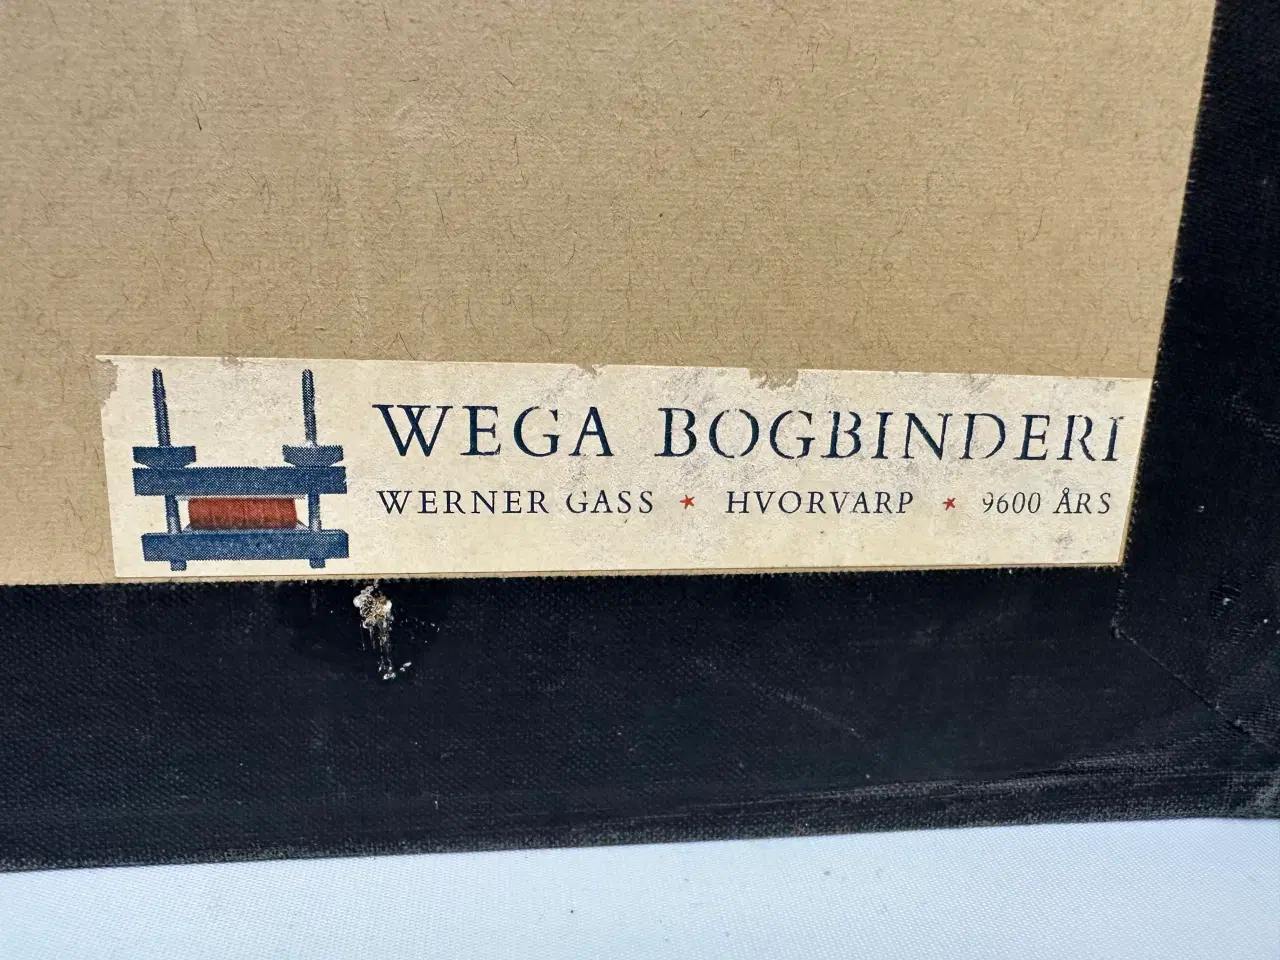 WEGA BOGBINDERI
WERNER GASS ★ HVORVARP ★ 9600 ÅRS